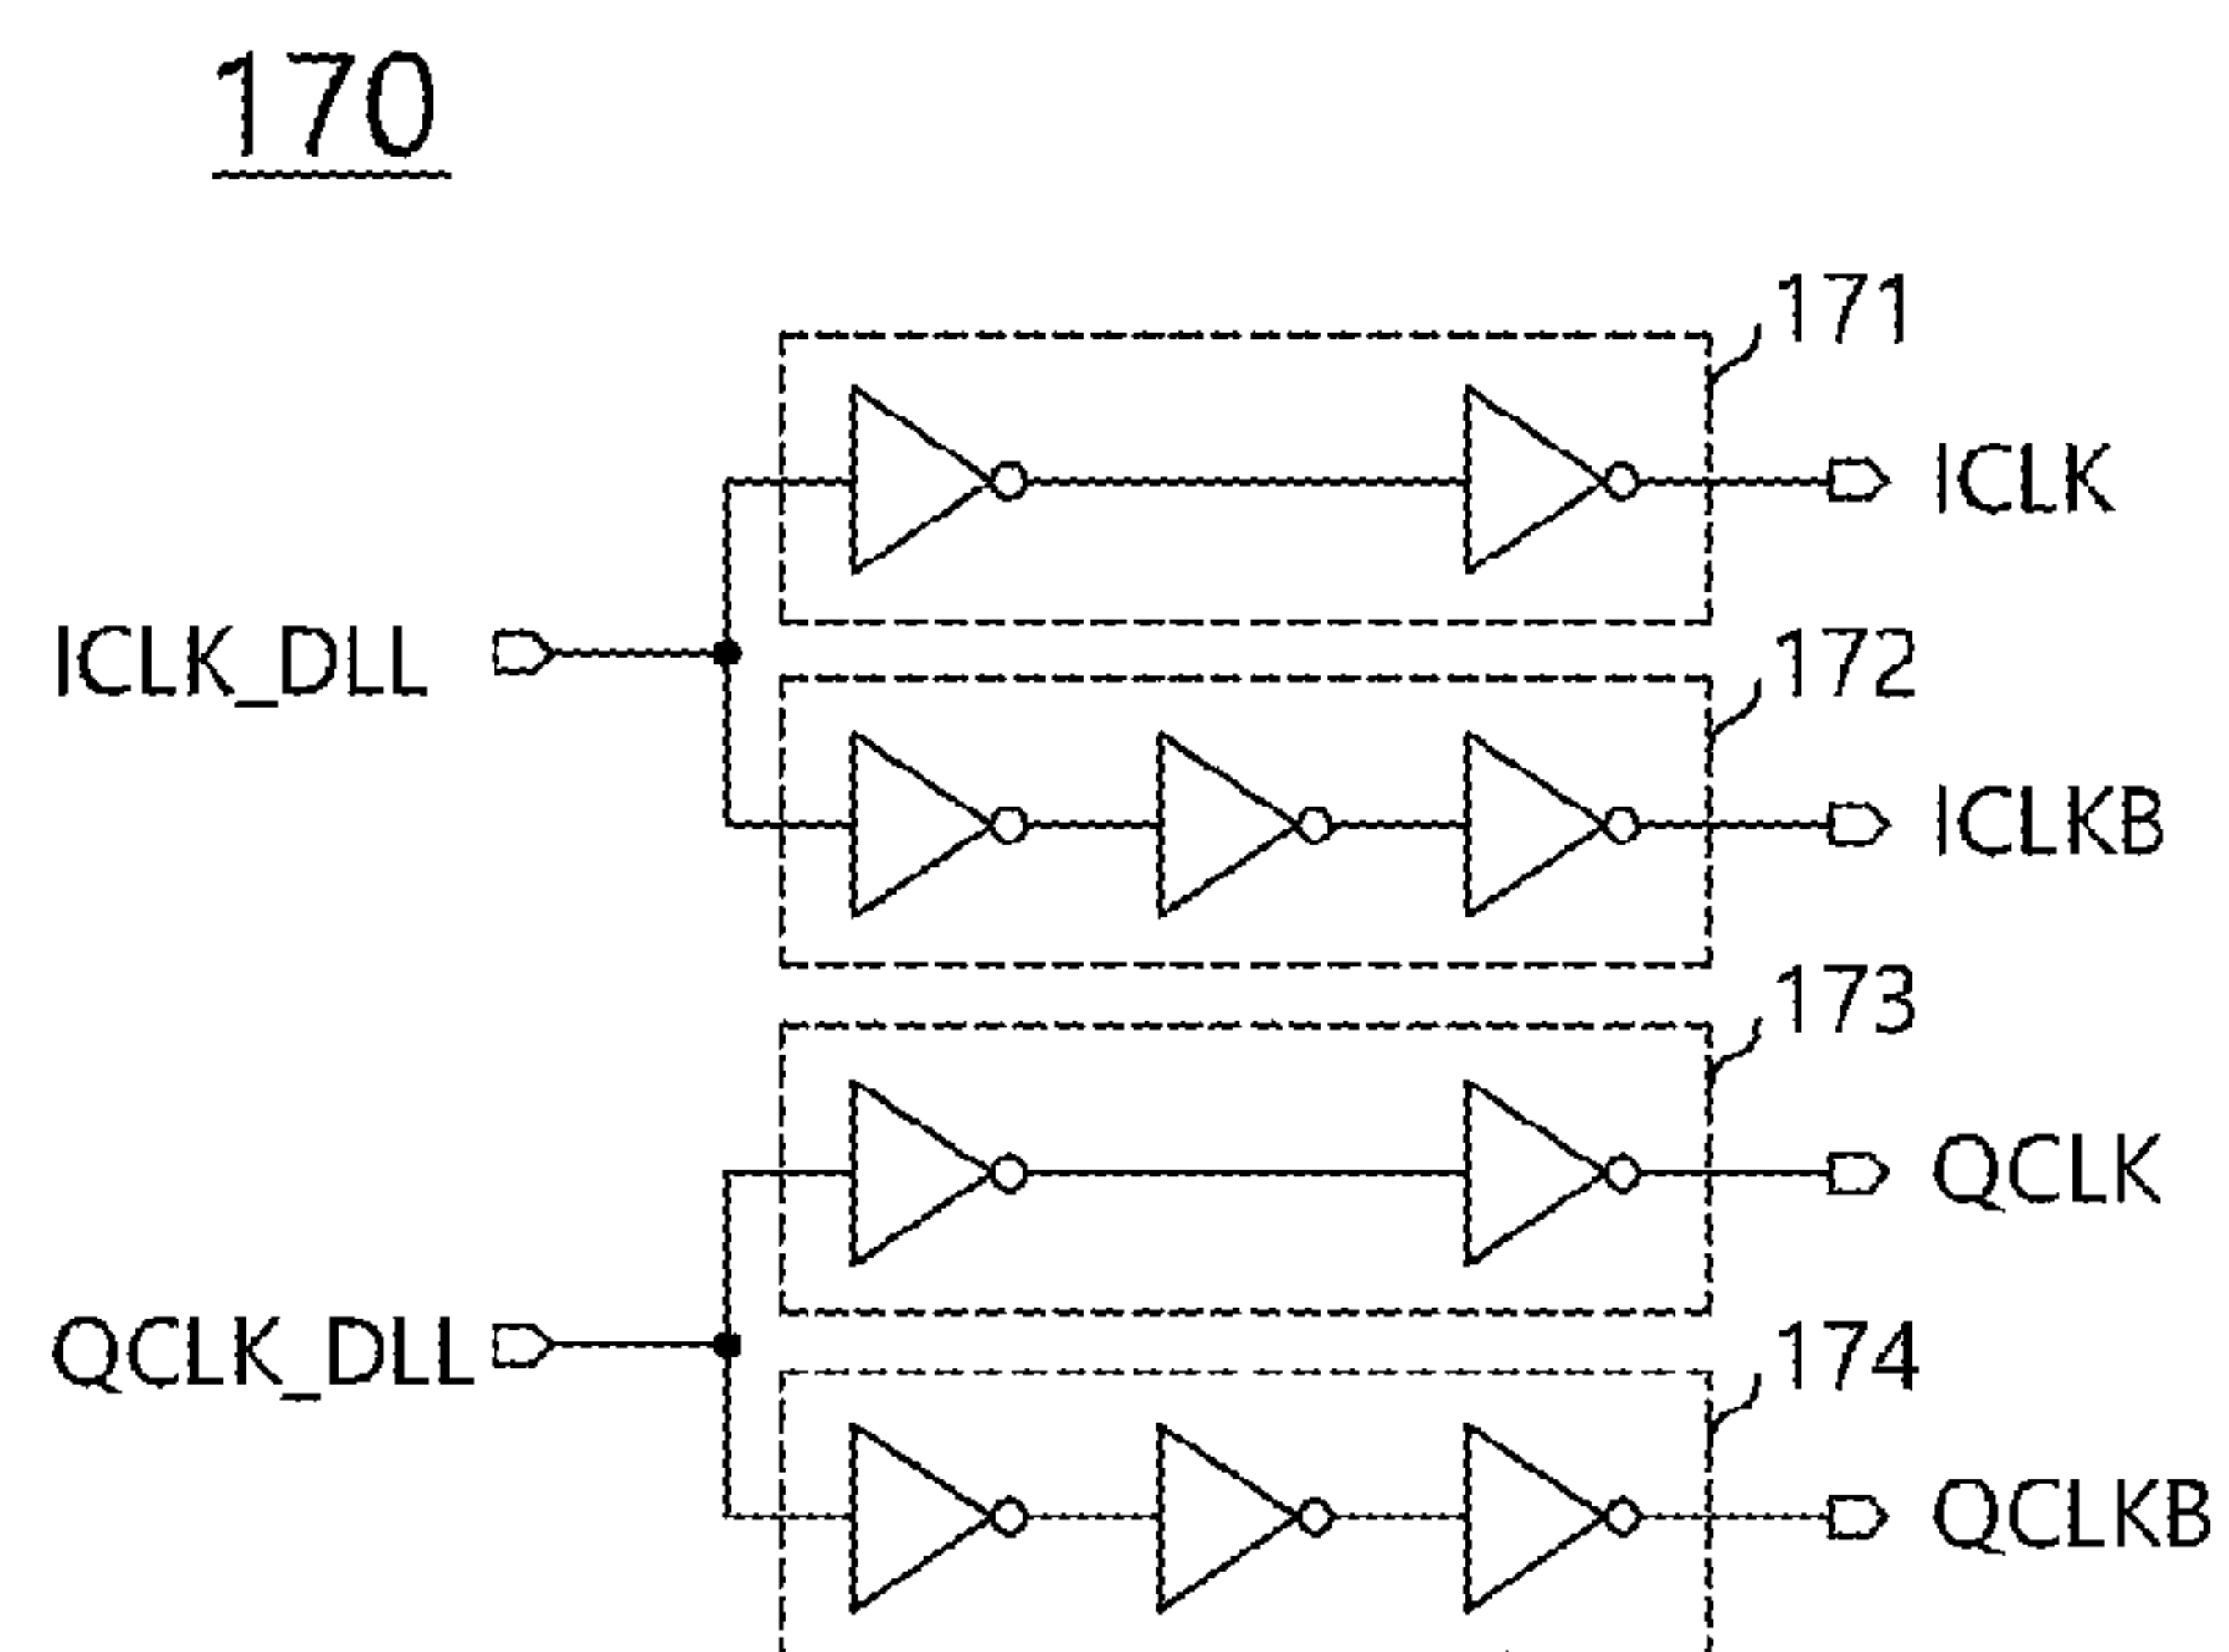 170
171
ICLK
ICLK_DLL
172
ICLKB
173
QCLK
QCLK_DLL
174
QCLKB